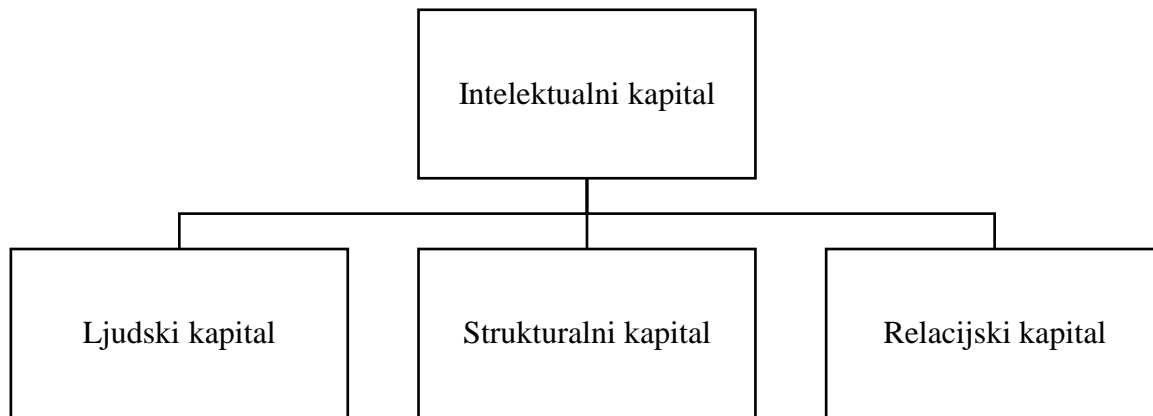 Intelektualni kapital
Ljudski kapital
Strukturalni kapital
Relacijski kapital